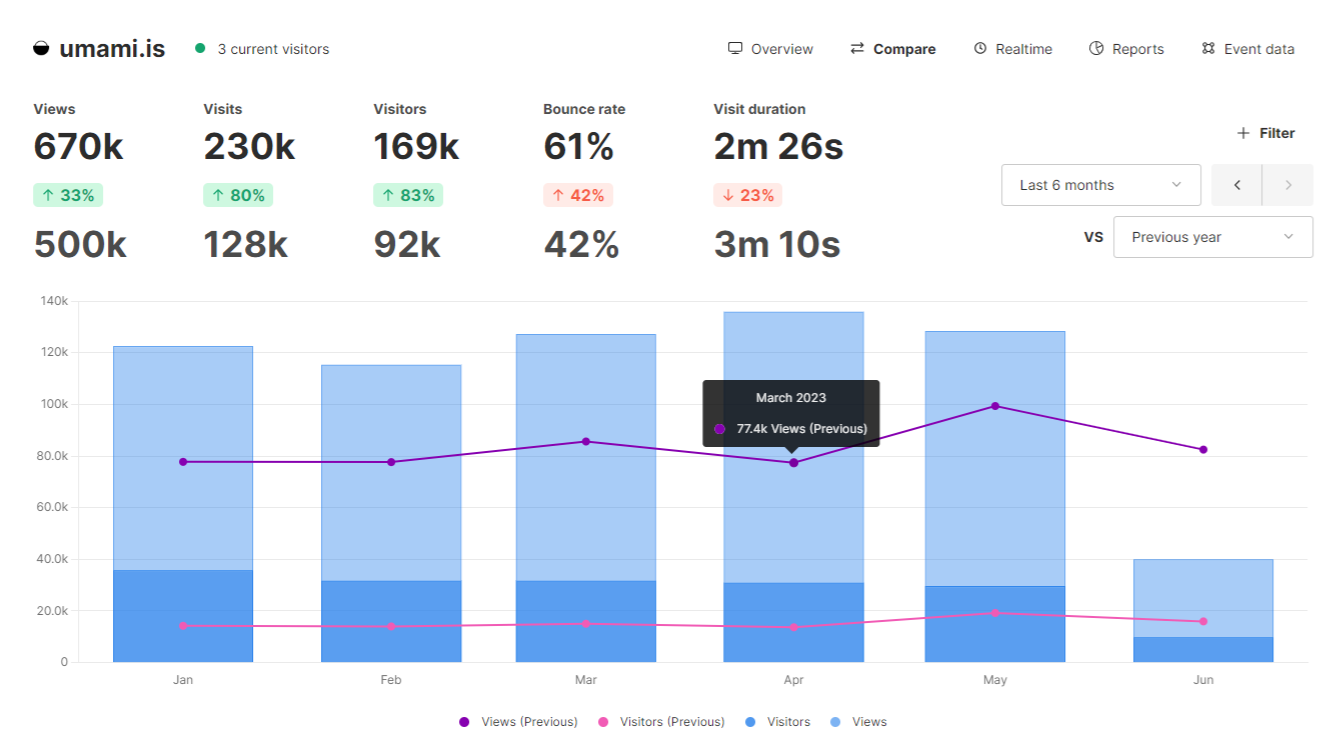 umami.is
3 current visitors
Overview
Compare
Realtime
Reports
Event data
Views
670k
↑ 33%
500k
Visits
230k
↑ 80%
128k
Visitors
169k
↑ 83%
92k
Bounce rate
61%
↑ 42%
42%
Visit duration
2m 26s
↓ 23%
3m 10s
+ Filter
Last 6 months
VS
Previous year
140k
120k
100k
80.0k
60.0k
40.0k
20.0k
0
March 2023
77.4k Views (Previous)
Jan
Feb
Mar
Apr
May
Jun
Views (Previous)
Visitors (Previous)
Visitors
Views